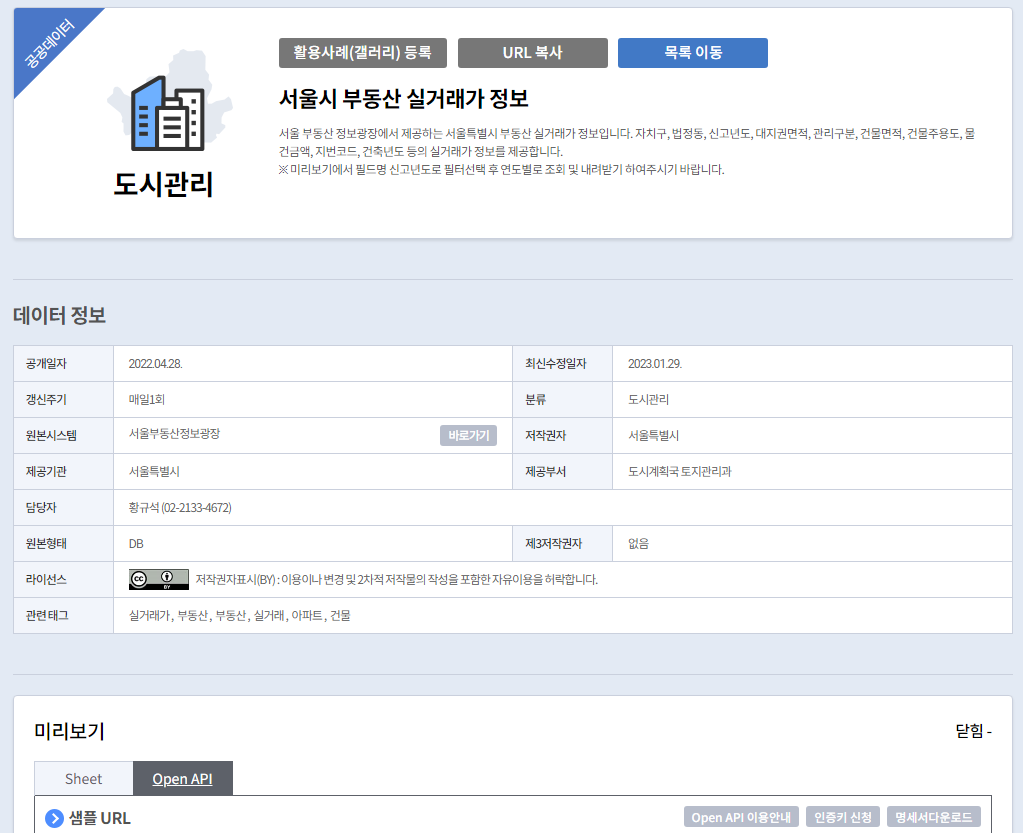 공공데이터
활용사례(갤러리) 등록
URL 복사
목록 이동
서울시 부동산 실거래가 정보
서울 부동산 정보광장에서 제공하는 서울특별시 부동산 실거래가 정보입니다. 자치구, 법정동, 신고년도, 대지권면적, 관리구분, 건물면적, 건물주용도, 물
건금액, 지번코드, 건축년도 등의 실거래가 정보를 제공합니다.
※ 미리보기에서 필드명 신고년도로 필터선택 후 연도별로 조회 및 내려받기 하여주시기 바랍니다.
도시관리
데이터 정보
공개일자 2022.04.28. 최신수정일자 2023.01.29.
갱신주기 매일1회 분류 도시관리
원본시스템 서울부동산정보광장 바로가기 저작권자 서울특별시
제공기관 서울특별시 제공부서 도시계획국 토지관리과
담당자 황규석 (02-2133-4672)
원본형태 DB 제3저작권자 없음
라이선스 cc BY 저작권자표시(BY) : 이용이나 변경 및 2차적 저작물의 작성을 포함한 자유이용을 허락합니다.
관련 태그 실거래가 , 부동산 , 부동산 , 실거래 , 아파트 , 건물
미리보기 닫힘 -
Sheet Open API
샘플 URL Open API 이용안내 인증키 신청 명세서다운로드